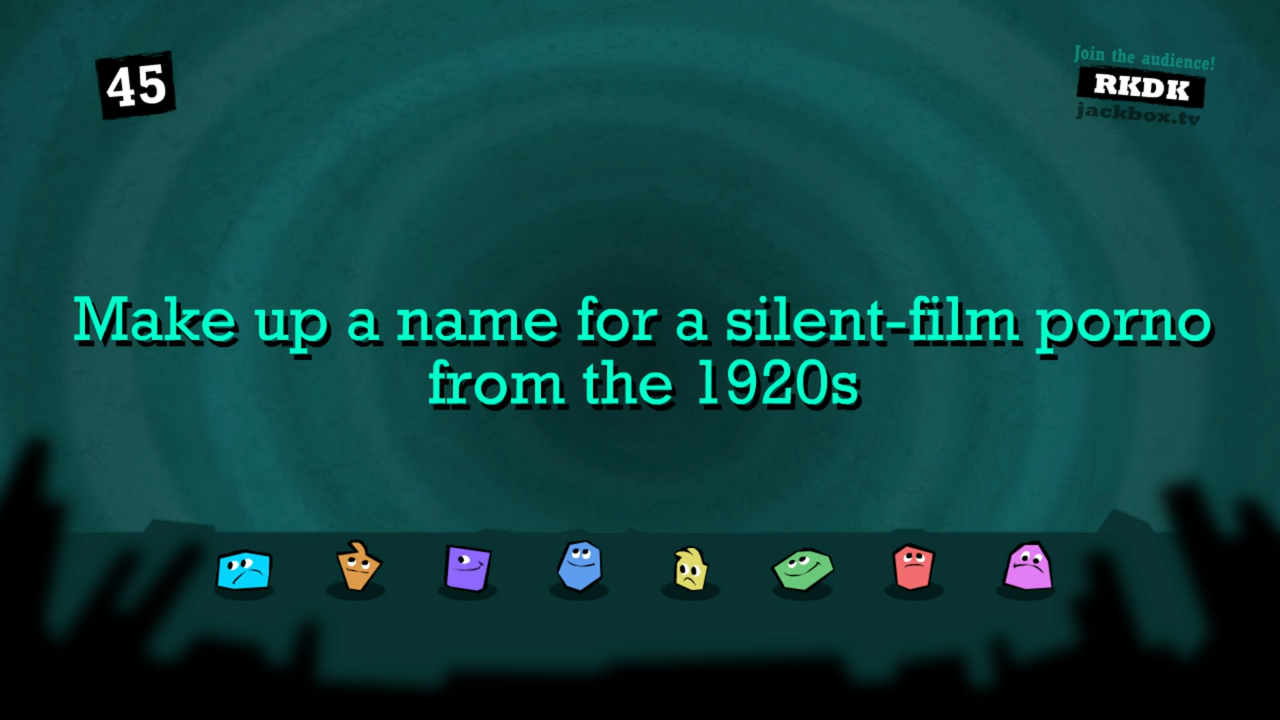 45
Join the audience!
RKDK
jackbox.tv
Make up a name for a silent-film porno
from the 1920s